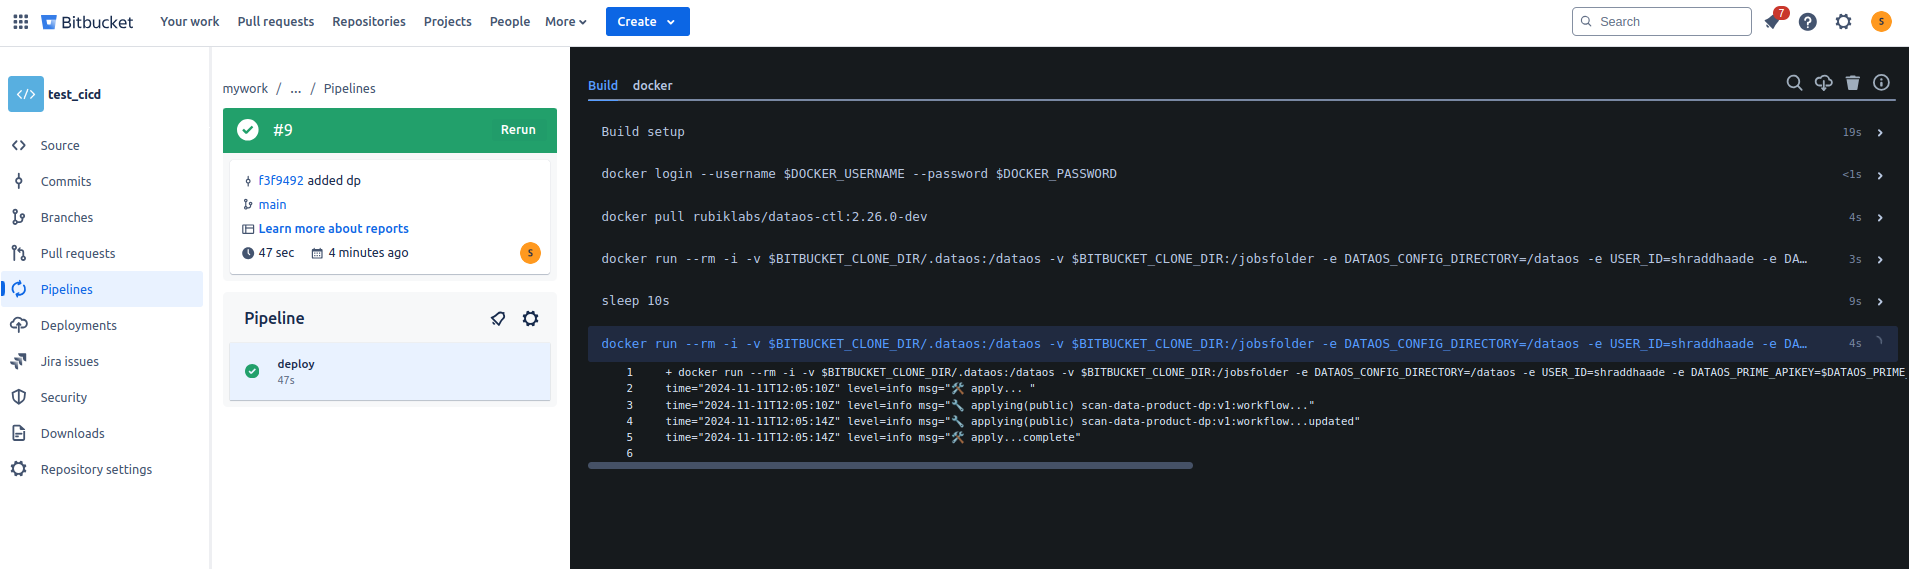 Bitbucket Your work Pull requests Repositories Projects People More Create Search 7 ? S
</> test_cicd
Source
Commits
Branches
Pull requests
Pipelines
Deployments
Jira issues
Security
Downloads
Repository settings
mywork / ... / Pipelines
#9 Rerun
f3f9492 added dp
main
Learn more about reports
47 sec 4 minutes ago S
Pipeline
deploy
47s
Build docker
Build setup 19s
docker login --username $DOCKER_USERNAME --password $DOCKER_PASSWORD <1s
docker pull rubiklabs/dataos-ctl:2.26.0-dev 4s
docker run --rm -i -v $BITBUCKET_CLONE_DIR/.dataos:/dataos -v $BITBUCKET_CLONE_DIR:/jobsfolder -e DATAOS_CONFIG_DIRECTORY=/dataos -e USER_ID=shraddhaade -e DA… 3s
sleep 10s 9s
docker run --rm -i -v $BITBUCKET_CLONE_DIR/.dataos:/dataos -v $BITBUCKET_CLONE_DIR:/jobsfolder -e DATAOS_CONFIG_DIRECTORY=/dataos -e USER_ID=shraddhaade -e DA… 4s
1 + docker run --rm -i -v $BITBUCKET_CLONE_DIR/.dataos:/dataos -v $BITBUCKET_CLONE_DIR:/jobsfolder -e DATAOS_CONFIG_DIRECTORY=/dataos -e USER_ID=shraddhaade -e DATAOS_PRIME_APIKEY=$DATAOS_PRIME_
2 time="2024-11-11T12:05:10Z" level=info msg="🛠 apply... "
3 time="2024-11-11T12:05:10Z" level=info msg="🔧 applying(public) scan-data-product-dp:v1:workflow..."
4 time="2024-11-11T12:05:14Z" level=info msg="🔧 applying(public) scan-data-product-dp:v1:workflow...updated"
5 time="2024-11-11T12:05:14Z" level=info msg="🛠 apply...complete"
6